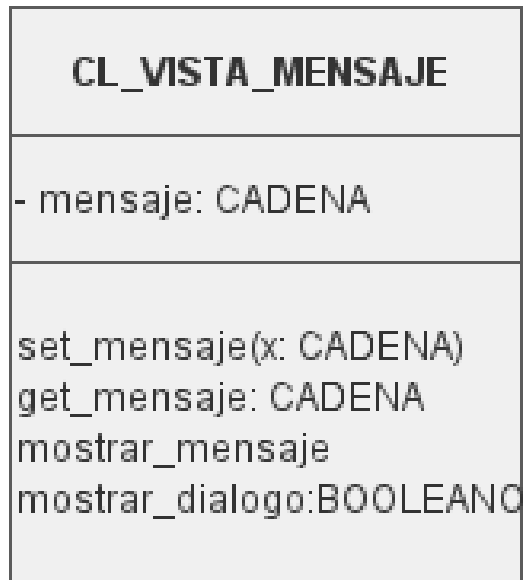 CL_VISTA_MENSAJE
- mensaje: CADENA
set_mensaje(x: CADENA)
get_mensaje: CADENA
mostrar_mensaje
mostrar_dialogo:BOOLEANO